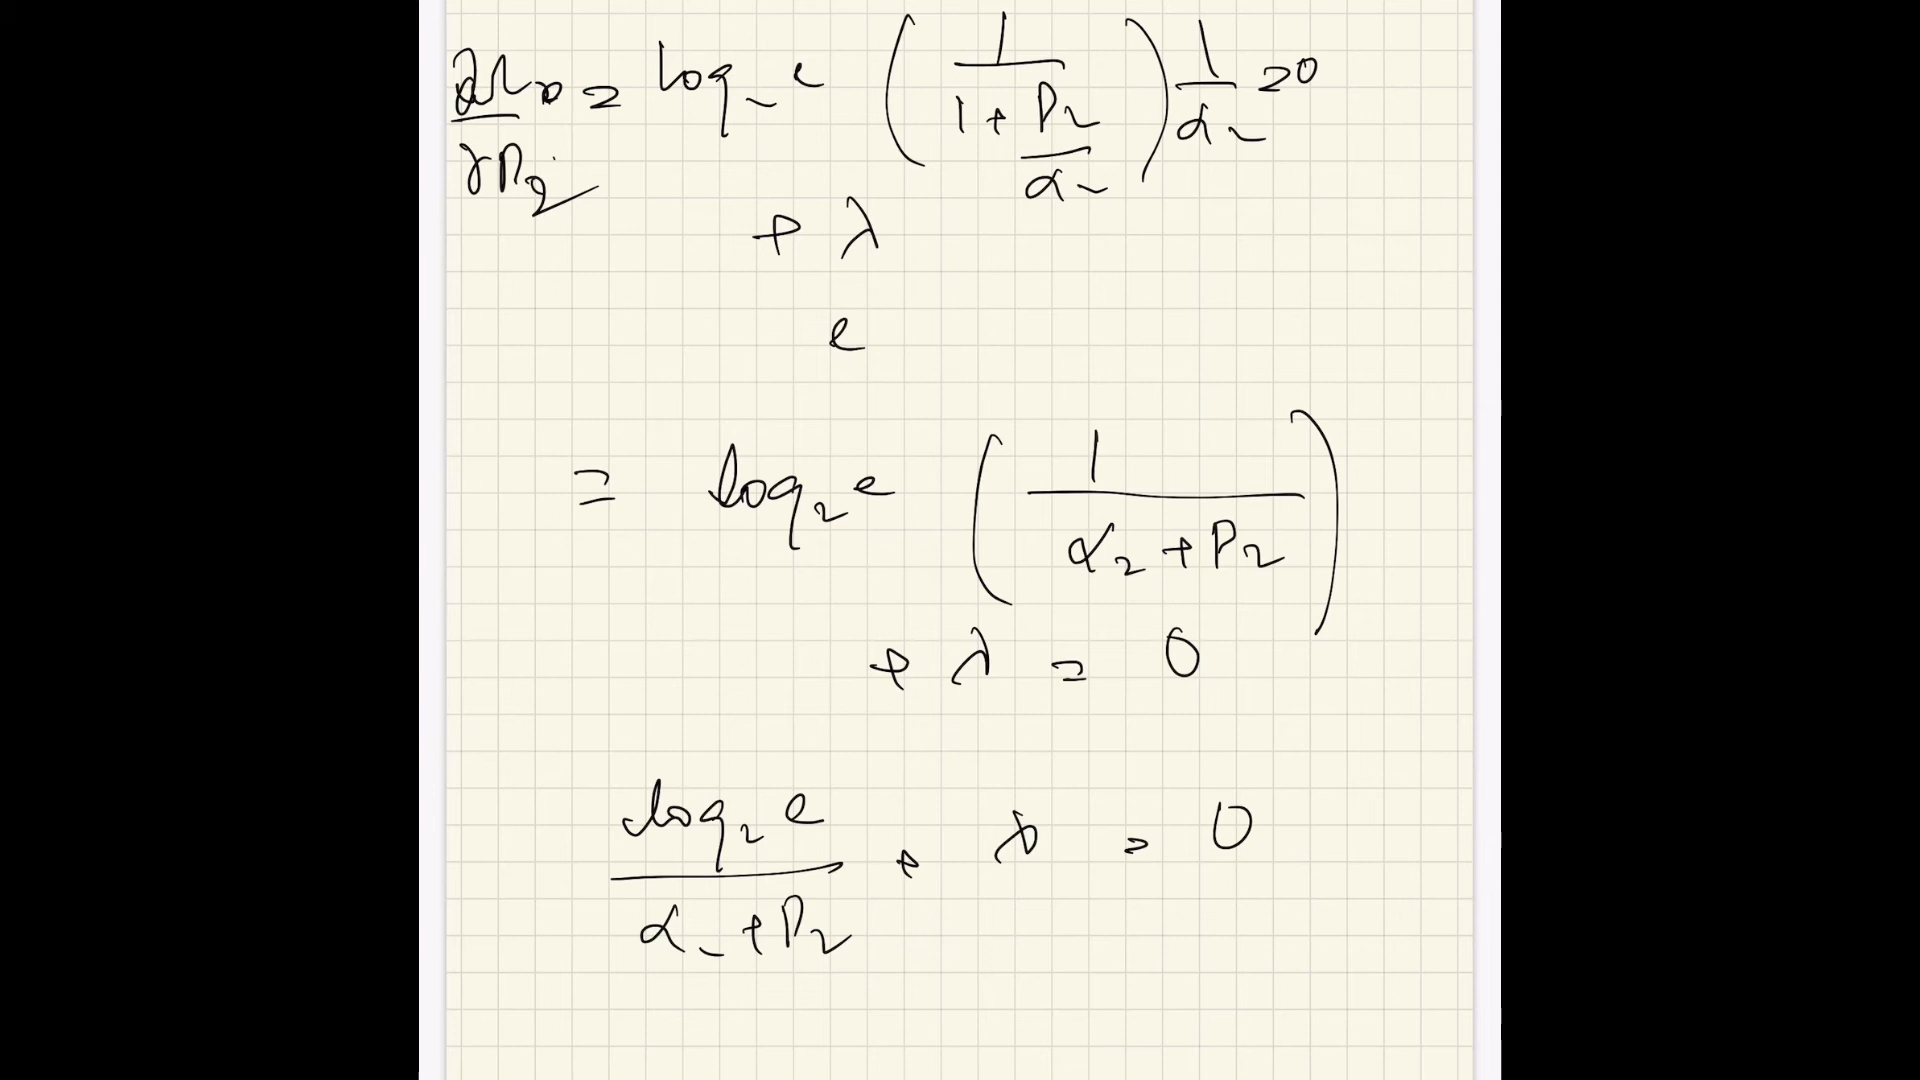 ∂L/∂P₂ = log₂ e (1/(1 + P₂/α₂)) 1/α₂ = 0
+ λ
e
= log₂ e (1/(α₂ + P₂))
+ λ = 0
log₂ e/(α₂ + P₂) + λ = 0